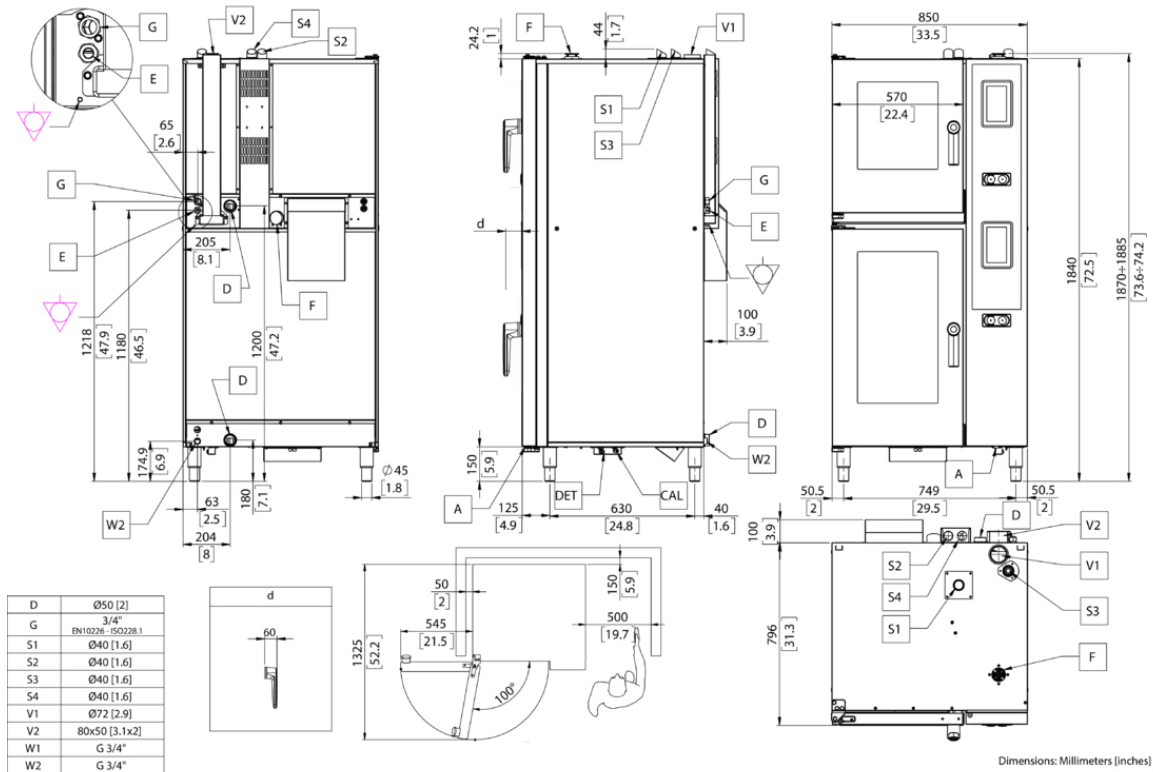 V2
S4
S2
G
E
65
[2.6]
G
E
205
[8.1]
D
F
1218
[47.9]
1180
[46.5]
1200
[47.2]
D
174.9
[6.9]
63
[2.5]
204
[8]
180
[7.1]
Ø45
[1.8]
W2
F
24.2
[1]
44
[1.7]
V1
S1
S3
G
E
d
100
[3.9]
D
W2
150
[5.9]
A
DET
CAL
125
[4.9]
630
[24.8]
40
[1.6]
850
[33.5]
570
[22.4]
1840
[72.5]
1870÷1885
[73.6÷74.2]
A
50.5
[2]
749
[29.5]
50.5
[2]
D
V2
100
[3.9]
S2
V1
S4
S3
S1
796
[31.3]
F
50
[2]
150
[5.9]
545
[21.5]
500
[19.7]
1325
[52.2]
100°
d
60
D Ø50 [2]
G 3/4"
EN10226 - ISO228.1
S1 Ø40 [1.6]
S2 Ø40 [1.6]
S3 Ø40 [1.6]
S4 Ø40 [1.6]
V1 Ø72 [2.9]
V2 80x50 [3.1x2]
W1 G 3/4"
W2 G 3/4"
Dimensions: Millimeters [inches]